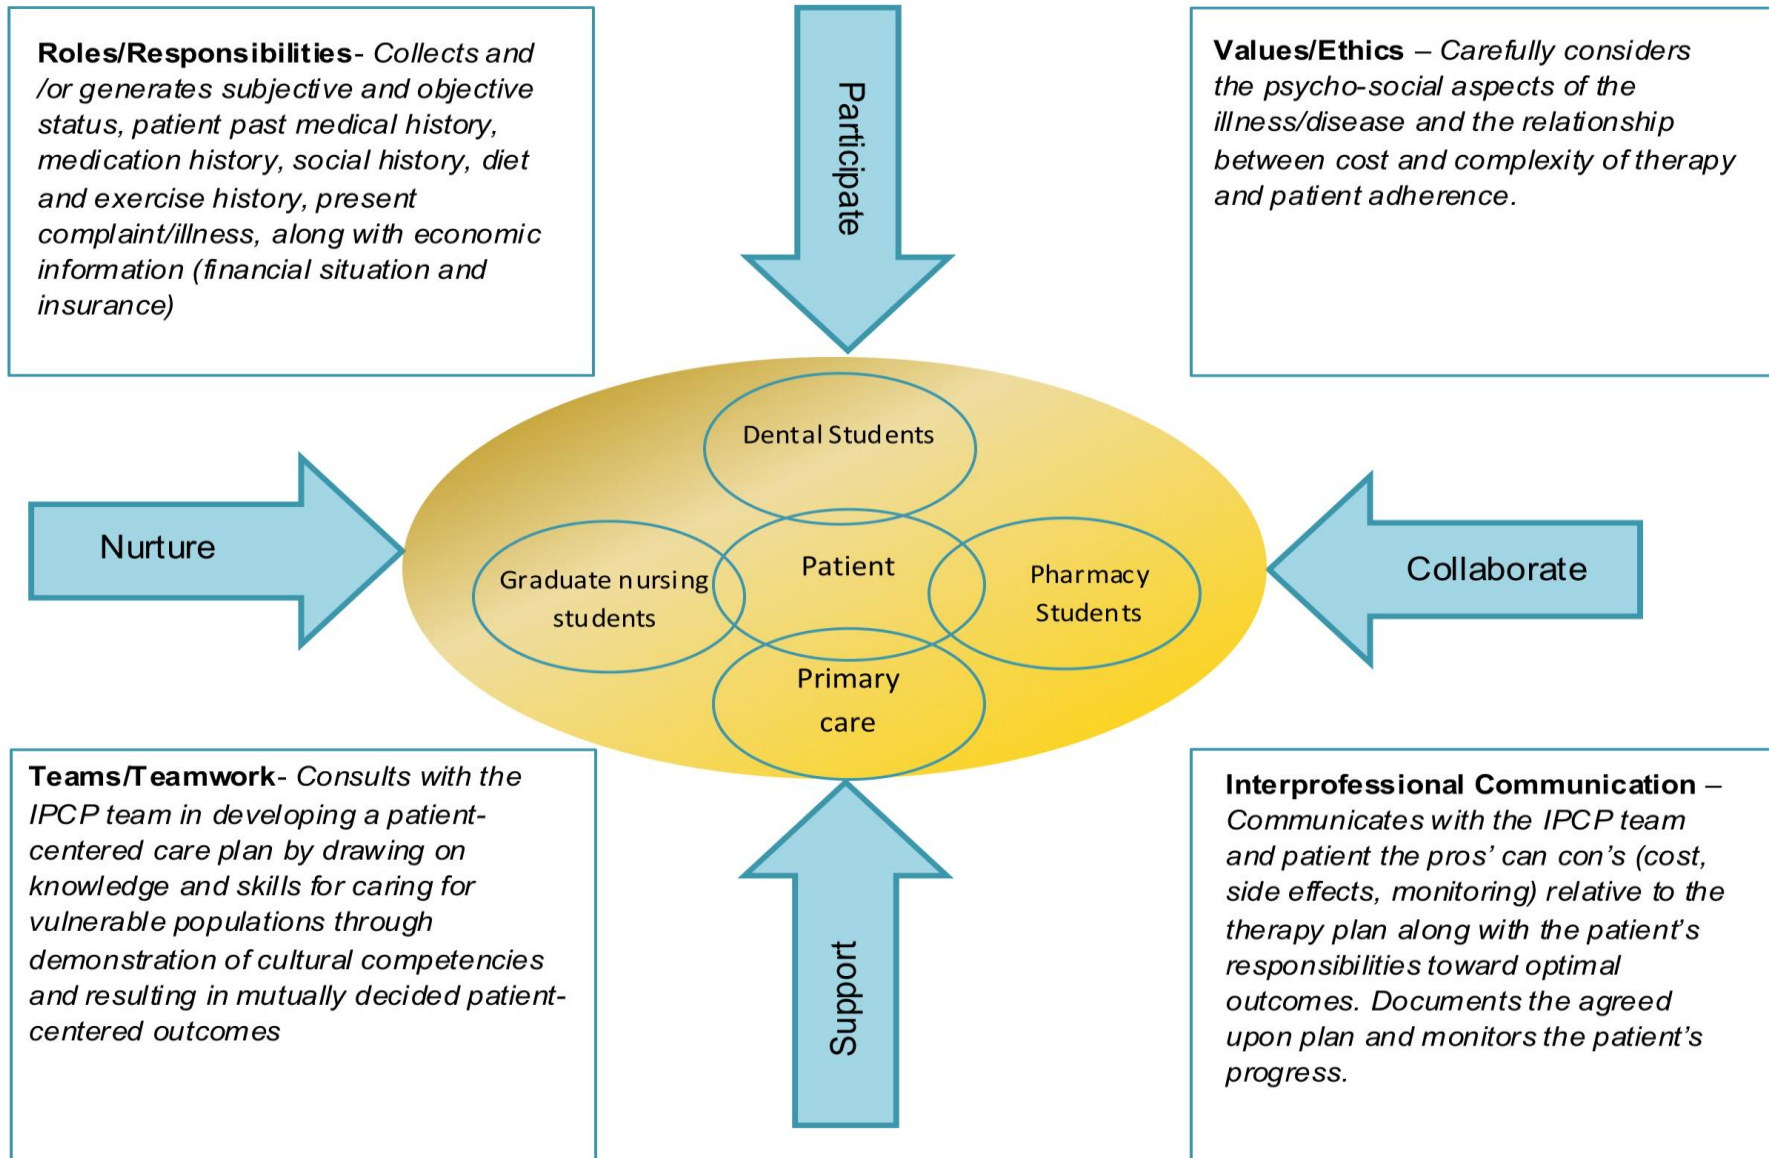 Roles/Responsibilities- Collects and
/or generates subjective and objective
status, patient past medical history,
medication history, social history, diet
and exercise history, present
complaint/illness, along with economic
information (financial situation and
insurance)
Participate
Values/Ethics – Carefully considers
the psycho-social aspects of the
illness/disease and the relationship
between cost and complexity of therapy
and patient adherence.
Nurture
Dental Students
Graduate nursing
students
Patient
Pharmacy
Students
Primary
care
Collaborate
Teams/Teamwork- Consults with the
IPCP team in developing a patient-
centered care plan by drawing on
knowledge and skills for caring for
vulnerable populations through
demonstration of cultural competencies
and resulting in mutually decided patient-
centered outcomes
Support
Interprofessional Communication –
Communicates with the IPCP team
and patient the pros’ can con’s (cost,
side effects, monitoring) relative to the
therapy plan along with the patient’s
responsibilities toward optimal
outcomes. Documents the agreed
upon plan and monitors the patient’s
progress.